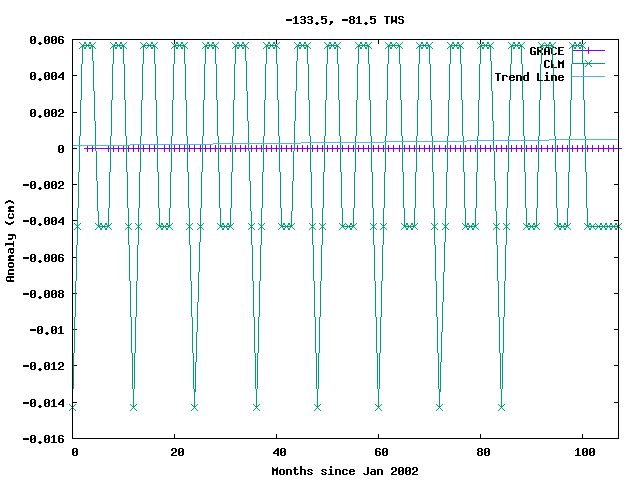 -133.5, -81.5 TWS
0.006
GRACE
CLM
0.004
Trend Line
0.002
0
-0.002
-0.004
-0.006
-0.008
-0.01
-0.012
-0.014
-0.016
Anomaly (cm)
0 20 40 60 80 100
Months since Jan 2002